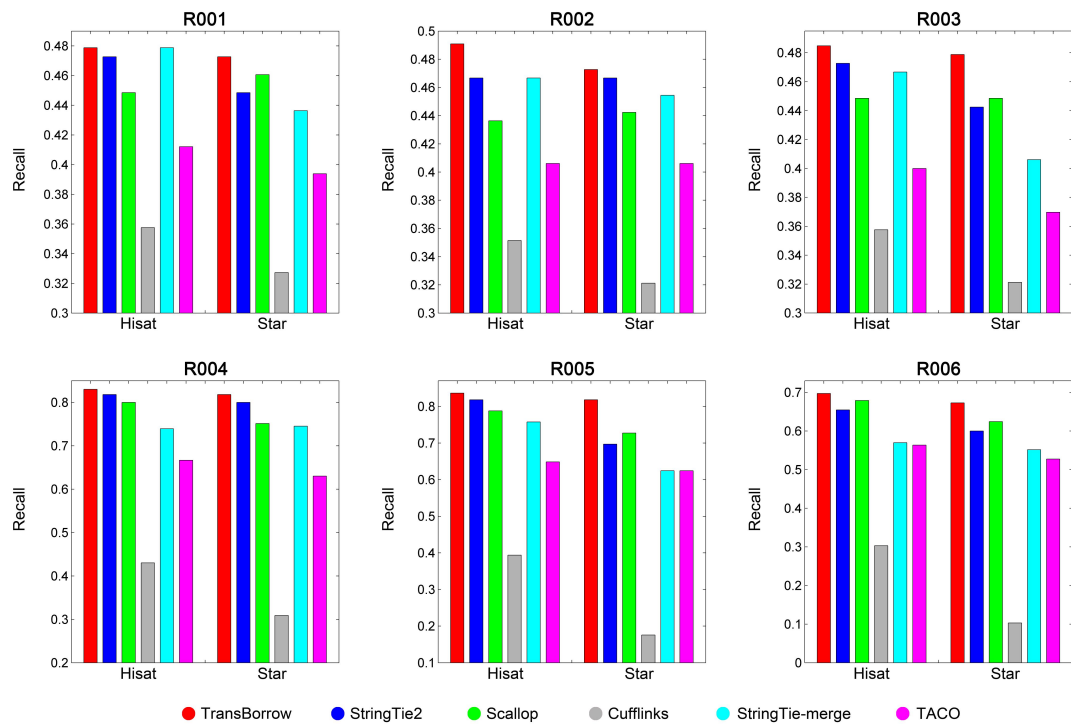 R001
0.48
0.46
0.44
0.42
0.4
0.38
0.36
0.34
0.32
0.3
Recall
Hisat Star
R002
0.5
0.48
0.46
0.44
0.42
0.4
0.38
0.36
0.34
0.32
0.3
Recall
Hisat Star
R003
0.48
0.46
0.44
0.42
0.4
0.38
0.36
0.34
0.32
0.3
Recall
Hisat Star
R004
0.8
0.7
0.6
0.5
0.4
0.3
0.2
Recall
Hisat Star
R005
0.8
0.7
0.6
0.5
0.4
0.3
0.2
0.1
Recall
Hisat Star
R006
0.7
0.6
0.5
0.4
0.3
0.2
0.1
0
Recall
Hisat Star
TransBorrow StringTie2 Scallop Cufflinks StringTie-merge TACO